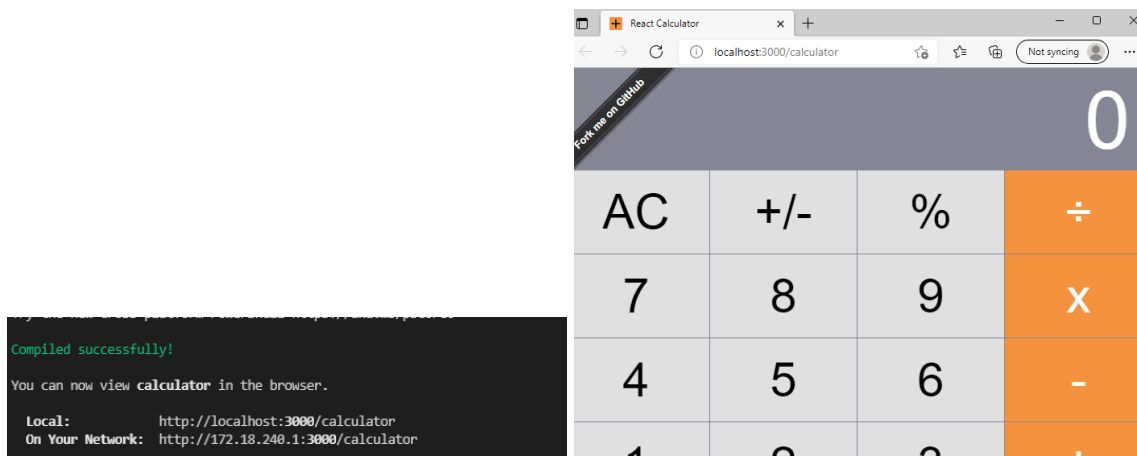 Compiled successfully!
You can now view calculator in the browser.
Local: http://localhost:3000/calculator
On Your Network: http://172.18.240.1:3000/calculator
React Calculator
localhost:3000/calculator
Not syncing
Fork me on GitHub
0
AC +/- % ÷
7 8 9 x
4 5 6 -